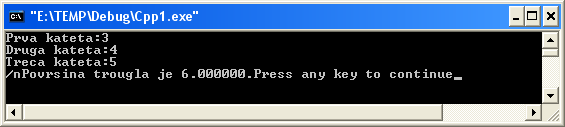 "E:\TEMP\Debug\Cpp1.exe"
Prva kateta:3
Druga kateta:4
Treca kateta:5
/nPovrsina trougla je 6.000000.Press any key to continue_